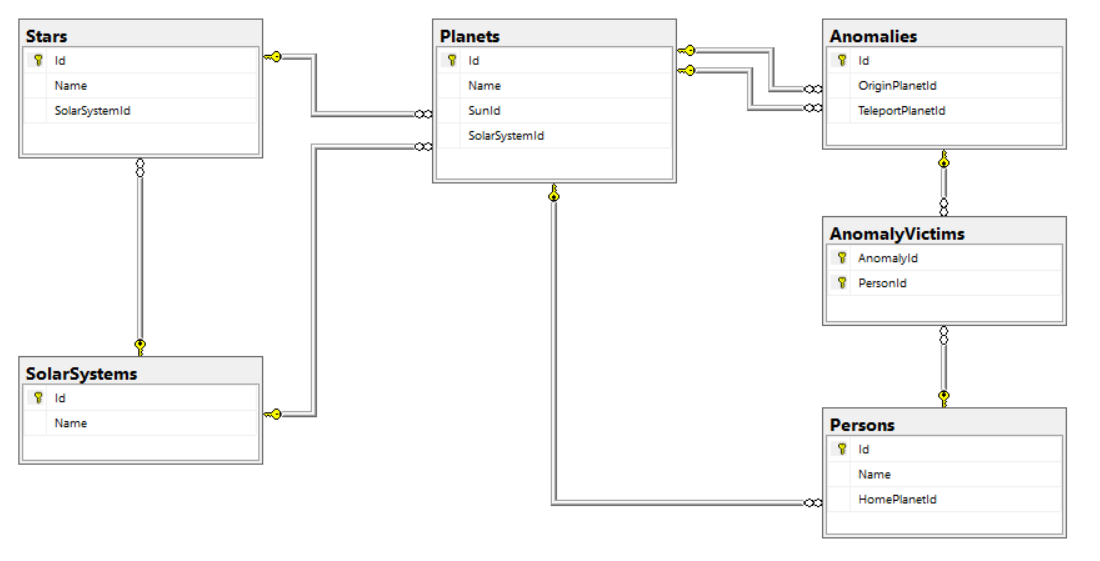 Stars
Id
Name
SolarSystemId
Planets
Id
Name
SunId
SolarSystemId
Anomalies
Id
OriginPlanetId
TeleportPlanetId
AnomalyVictims
AnomalyId
PersonId
SolarSystems
Id
Name
Persons
Id
Name
HomePlanetId